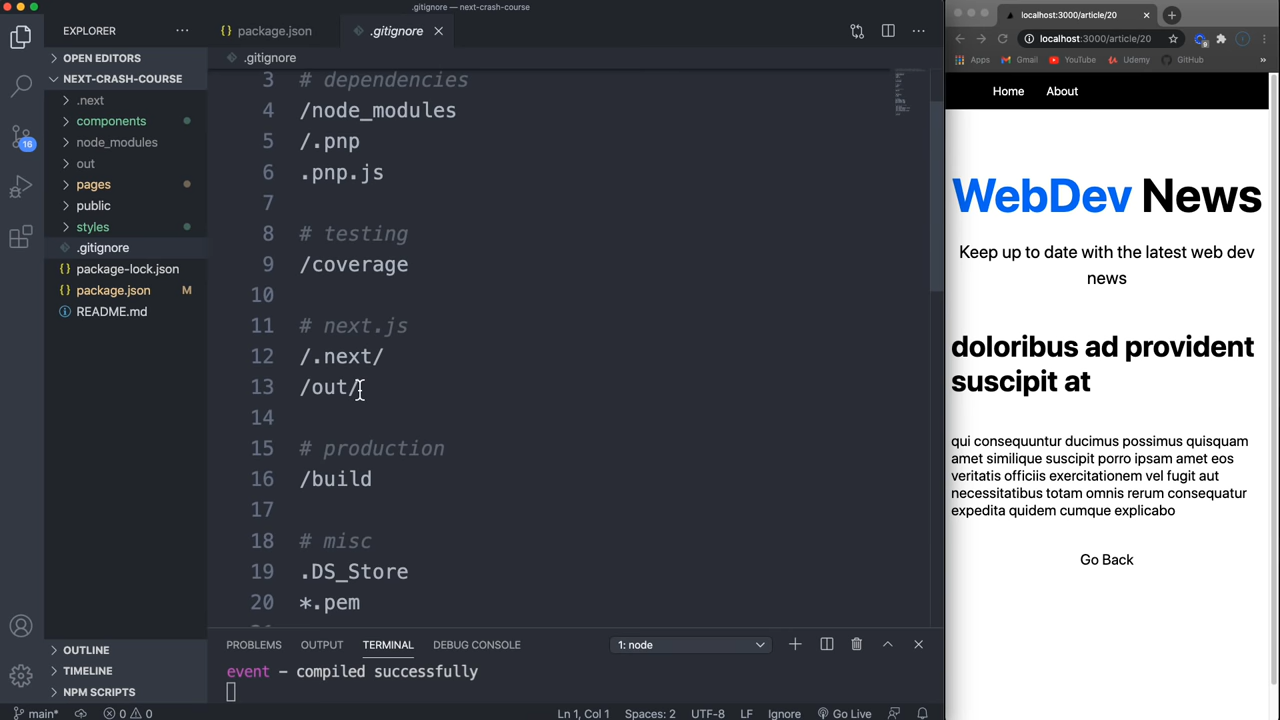 .gitignore — next-crash-course
EXPLORER
OPEN EDITORS
NEXT-CRASH-COURSE
.next
components
node_modules
out
pages
public
styles
.gitignore
package-lock.json
package.json M
README.md
OUTLINE
TIMELINE
NPM SCRIPTS
16
package.json
.gitignore
.gitignore
3 # dependencies
4 /node_modules
5 /.pnp
6 .pnp.js
7
8 # testing
9 /coverage
10
11 # next.js
12 /.next/
13 /out/
14
15 # production
16 /build
17
18 # misc
19 .DS_Store
20 *.pem
PROBLEMS OUTPUT TERMINAL DEBUG CONSOLE 1: node
event - compiled successfully
main* 0 0 Ln 1, Col 1 Spaces: 2 UTF-8 LF Ignore Go Live
localhost:3000/article/20
localhost:3000/article/20
Apps Gmail YouTube Udemy GitHub »
Home About
WebDev News
Keep up to date with the latest web dev
news
doloribus ad provident
suscipit at
qui consequuntur ducimus possimus quisquam
amet similique suscipit porro ipsam amet eos
veritatis officiis exercitationem vel fugit aut
necessitatibus totam omnis rerum consequatur
expedita quidem cumque explicabo
Go Back